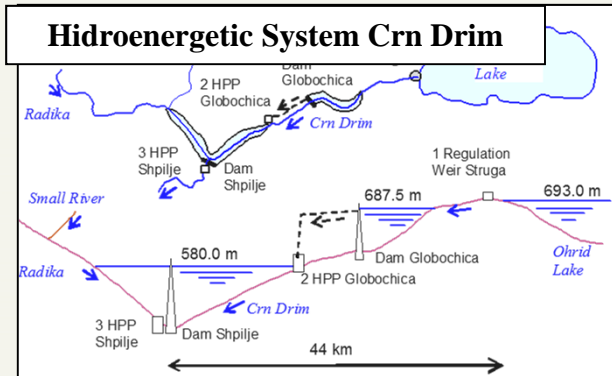 Hidroenergetic System Crn Drim
Dam
Globochica
Lake
2 HPP
Globochica
Radika
Crn Drim
3 HPP
Shpilje
Dam
Shpilje
1 Regulation
Weir Struga
Small River
687.5 m
693.0 m
580.0 m
Dam Globochica
Ohrid
Lake
Radika
2 HPP Globochica
Crn Drim
3 HPP
Shpilje
Dam Shpilje
44 km